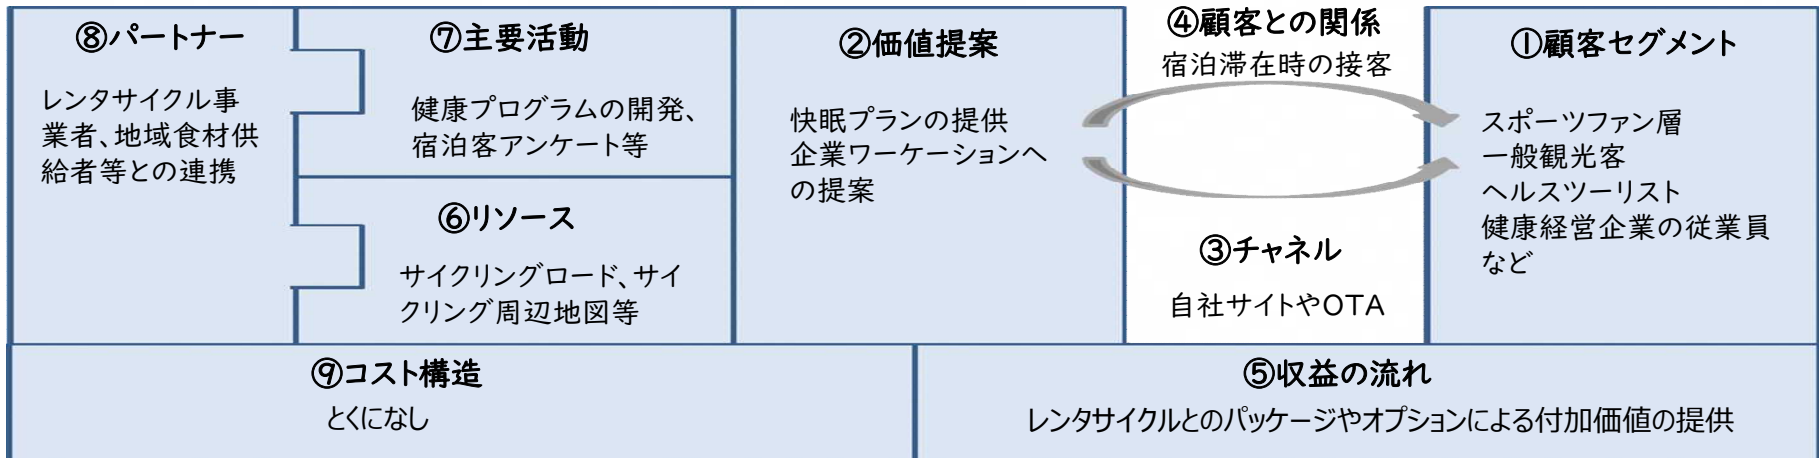 ⑧パートナー
レンタサイクル事
業者、地域食材供
給者等との連携
⑦主要活動
健康プログラムの開発、
宿泊客アンケート等
⑥リソース
サイクリングロード、サイ
クリング周辺地図等
②価値提案
快眠プランの提供
企業ワーケーションへ
の提案
④顧客との関係
宿泊滞在時の接客
③チャネル
自社サイトやOTA
①顧客セグメント
スポーツファン層
一般観光客
ヘルスツーリスト
健康経営企業の従業員
など
⑨コスト構造
とくになし
⑤収益の流れ
レンタサイクルとのパッケージやオプションによる付加価値の提供